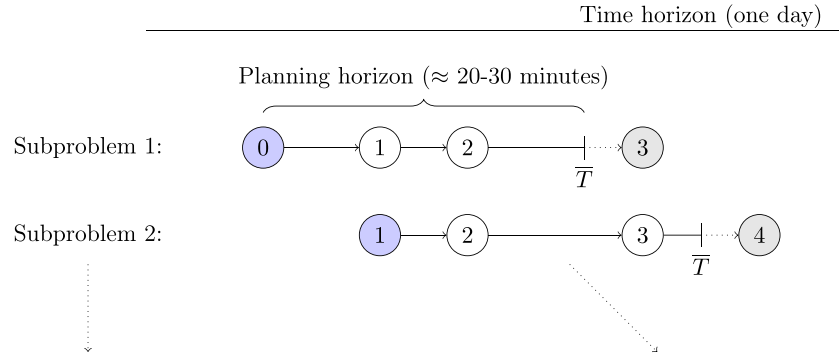 Time horizon (one day)
Planning horizon (≈ 20-30 minutes)
Subproblem 1:
0
1
2
3
T̅
Subproblem 2:
1
2
3
4
T̅